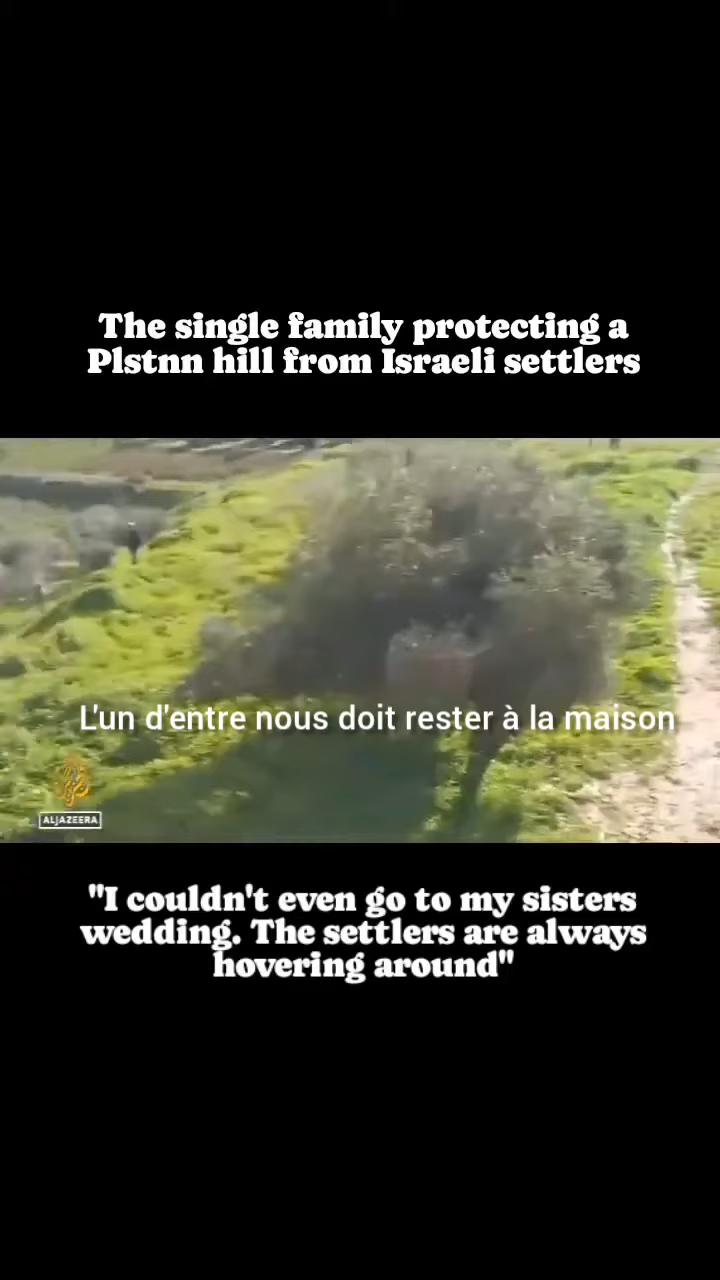 The single family protecting a
Plstnn hill from Israeli settlers
L'un d'entre nous doit rester à la maison
ALJAZEERA
"I couldn't even go to my sisters
wedding. The settlers are always
hovering around"